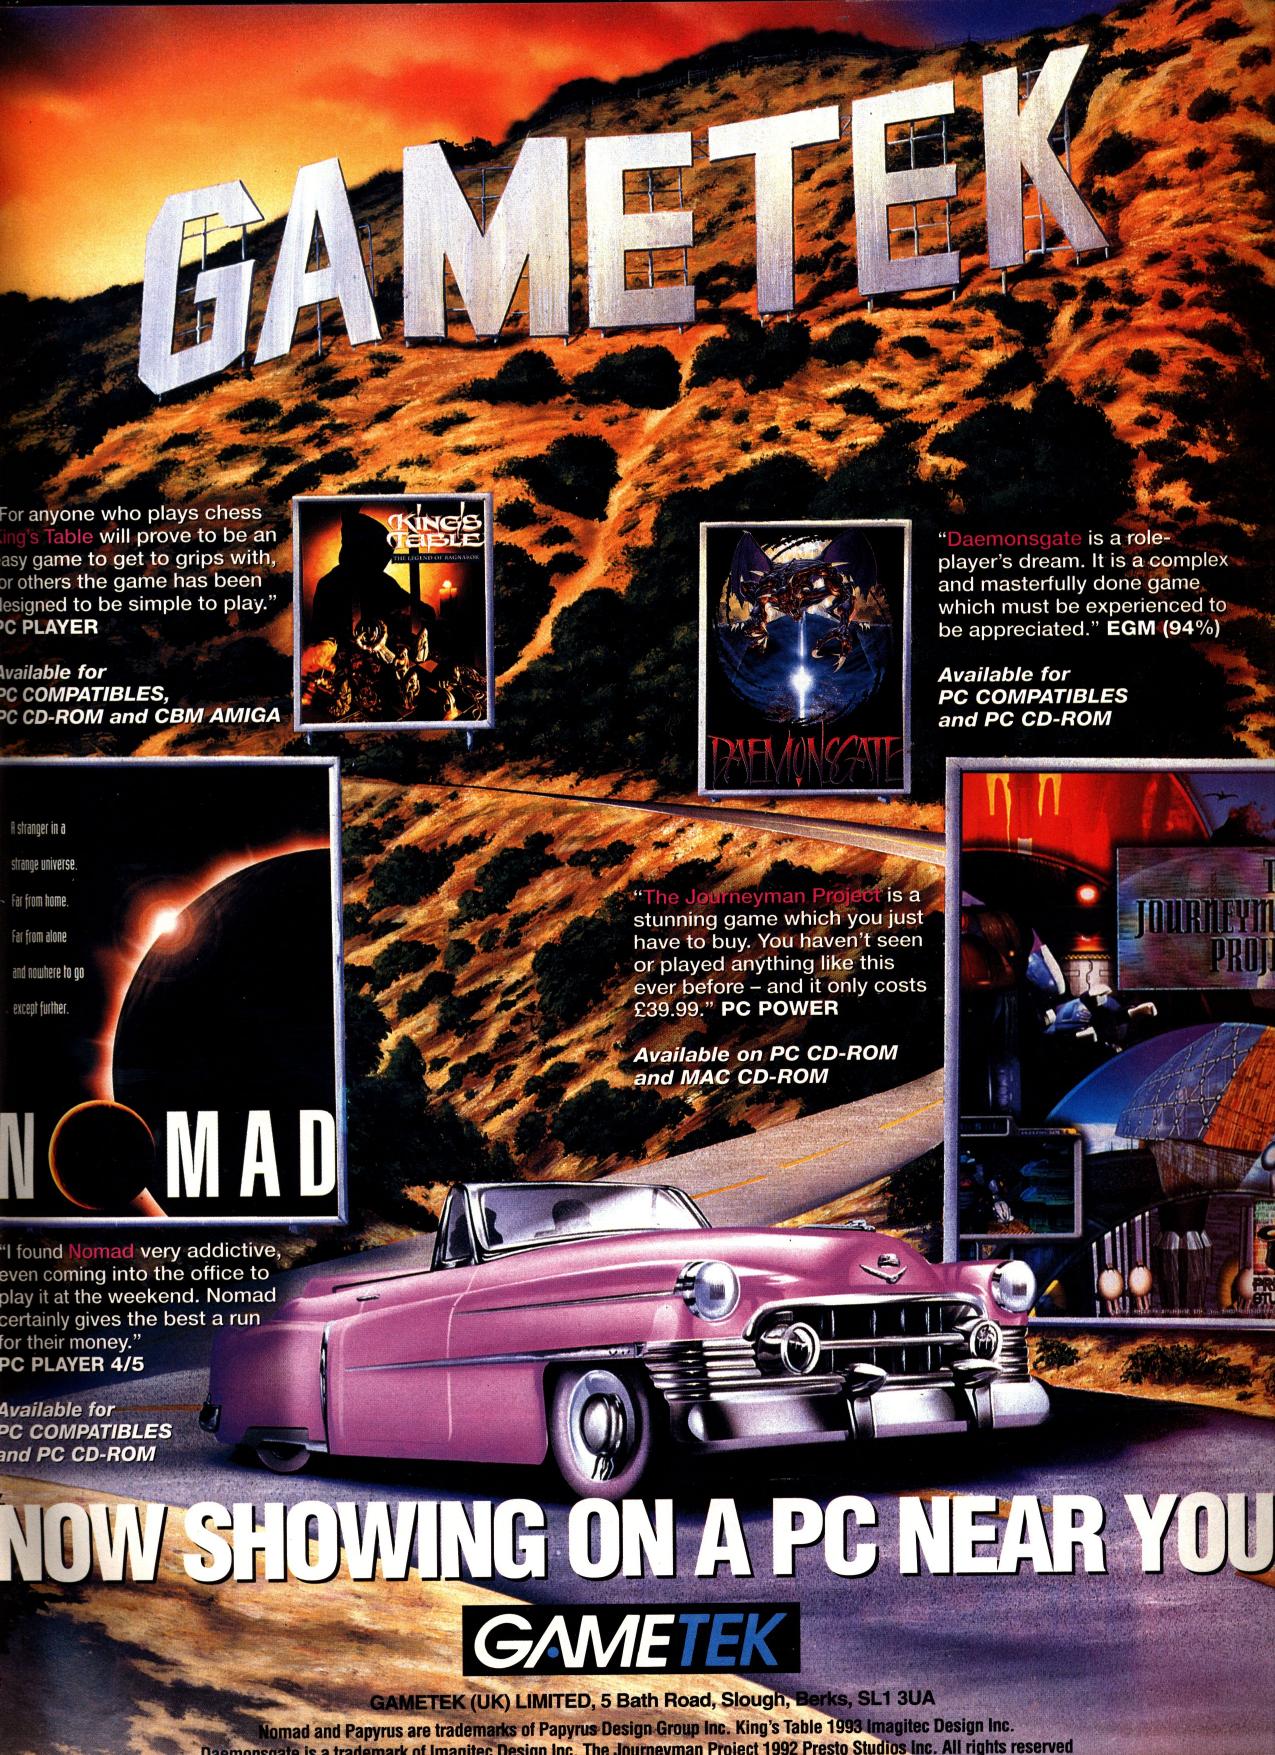 GAMETEK
For anyone who plays chess
King's Table will prove to be an
easy game to get to grips with,
or others the game has been
designed to be simple to play.”
PC PLAYER
Available for
PC COMPATIBLES,
PC CD-ROM and CBM AMIGA
KING'S
TABLE
THE LEGEND OF RAGNAROK
DAEMONSGATE
“Daemonsgate is a role-
player's dream. It is a complex
and masterfully done game
which must be experienced to
be appreciated.” EGM (94%)
Available for
PC COMPATIBLES
and PC CD-ROM
A stranger in a
strange universe.
Far from home.
Far from alone
and nowhere to go
except further.
NOMAD
“The Journeyman Project is a
stunning game which you just
have to buy. You haven't seen
or played anything like this
ever before – and it only costs
£39.99.” PC POWER
Available on PC CD-ROM
and MAC CD-ROM
T
JOURNEYM
PROJ
“I found Nomad very addictive,
even coming into the office to
play it at the weekend. Nomad
certainly gives the best a run
for their money.”
PC PLAYER 4/5
Available for
PC COMPATIBLES
and PC CD-ROM
NOW SHOWING ON A PC NEAR YOU
GAMETEK
GAMETEK (UK) LIMITED, 5 Bath Road, Slough, Berks, SL1 3UA
Nomad and Papyrus are trademarks of Papyrus Design Group Inc. King's Table 1993 Imagitec Design Inc.
Daemonsgate is a trademark of Imagitec Design Inc. The Journeyman Project 1992 Presto Studios Inc. All rights reserved